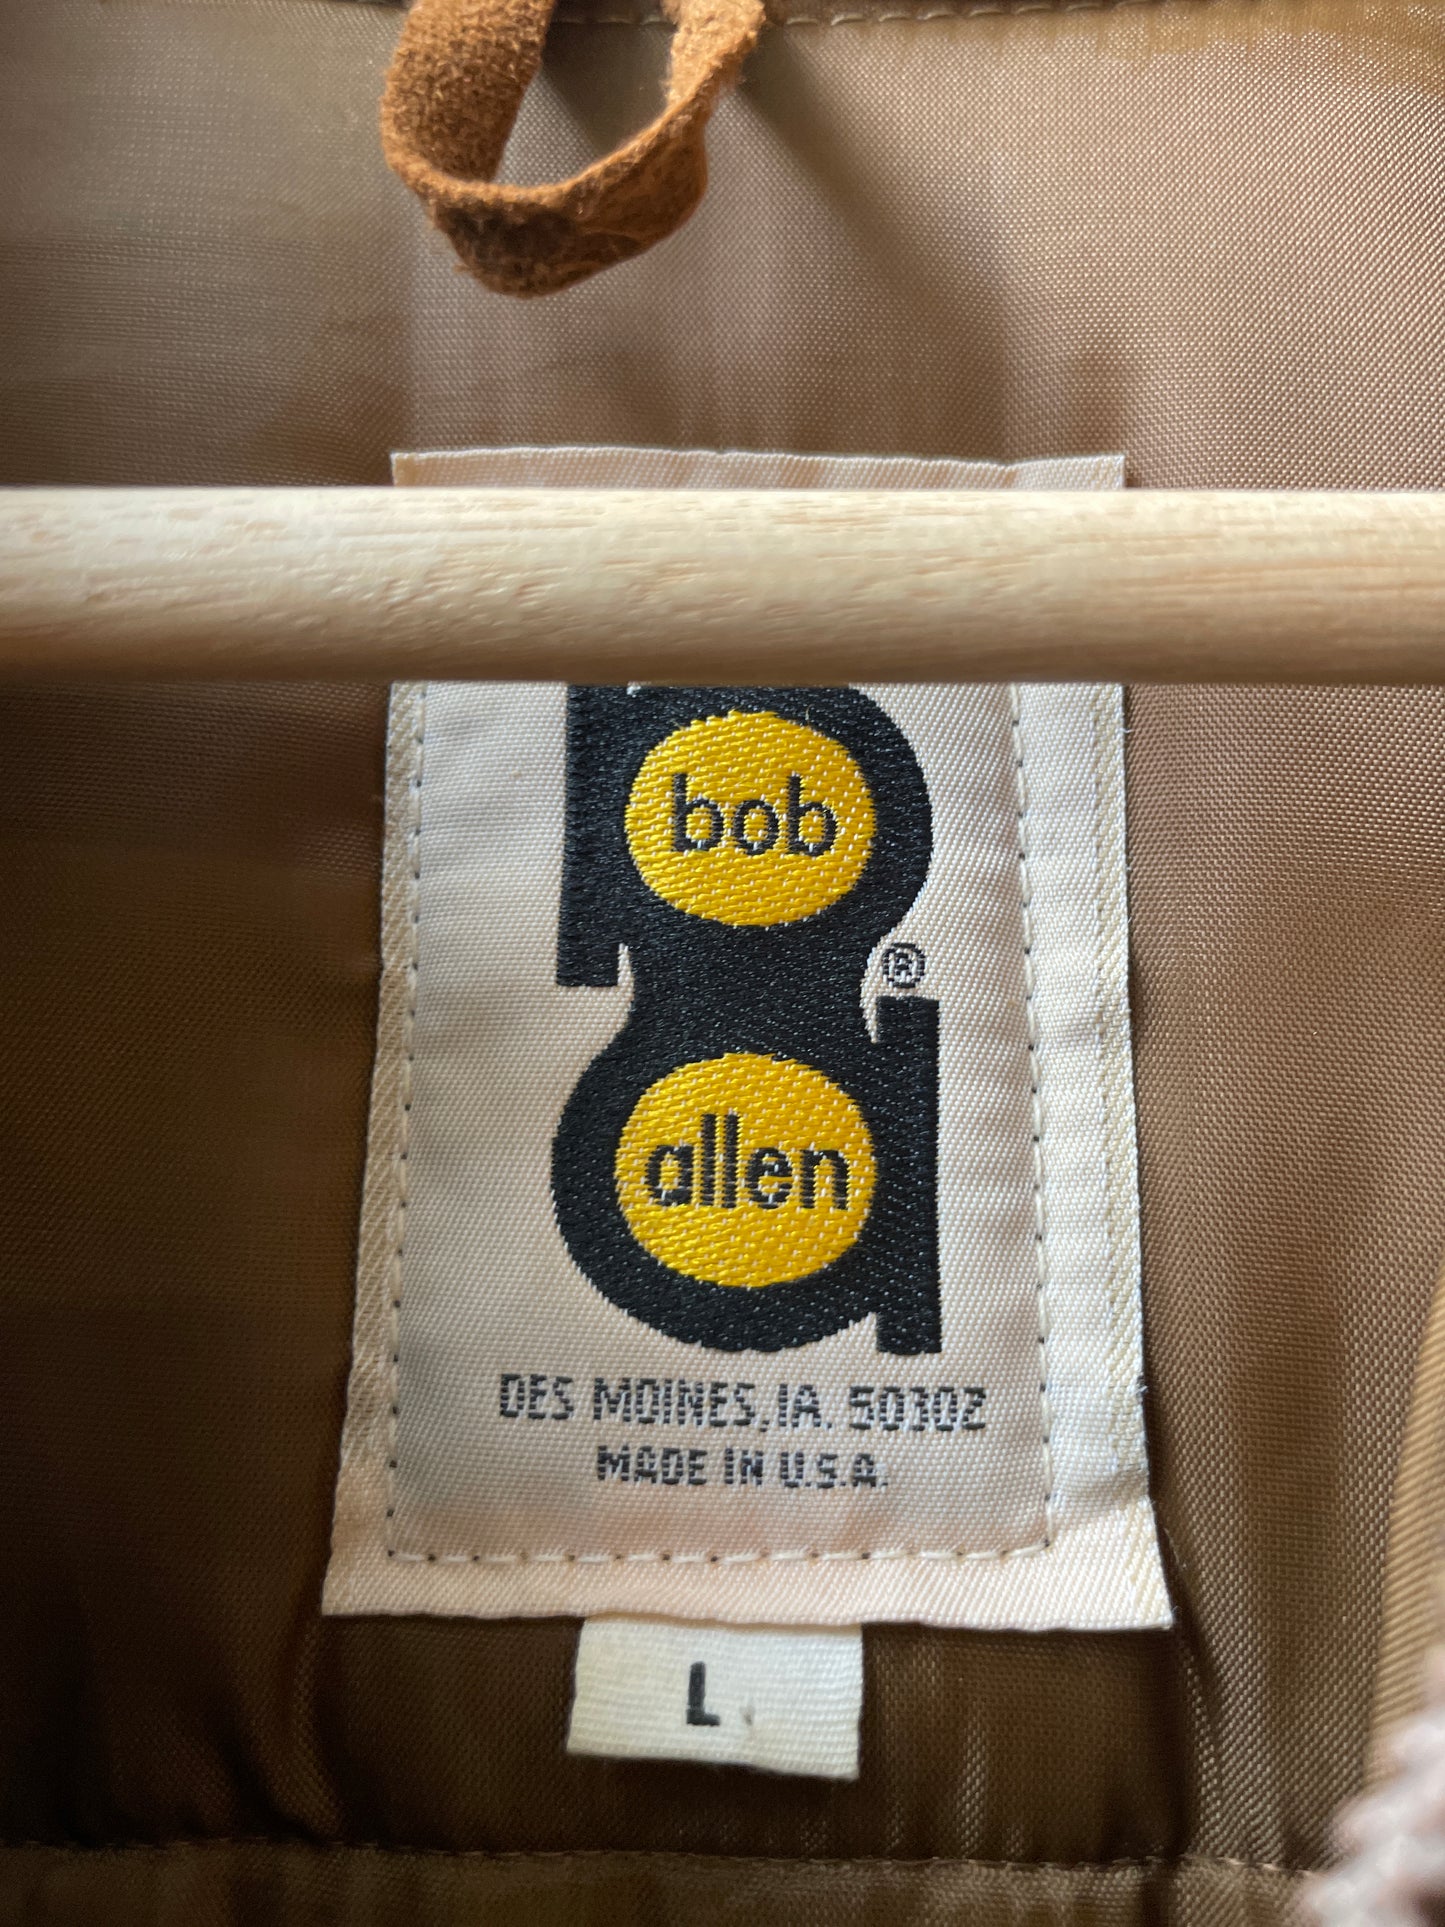 bob
®
allen
DES MOINES, IA. 50302
MADE IN U.S.A.
L